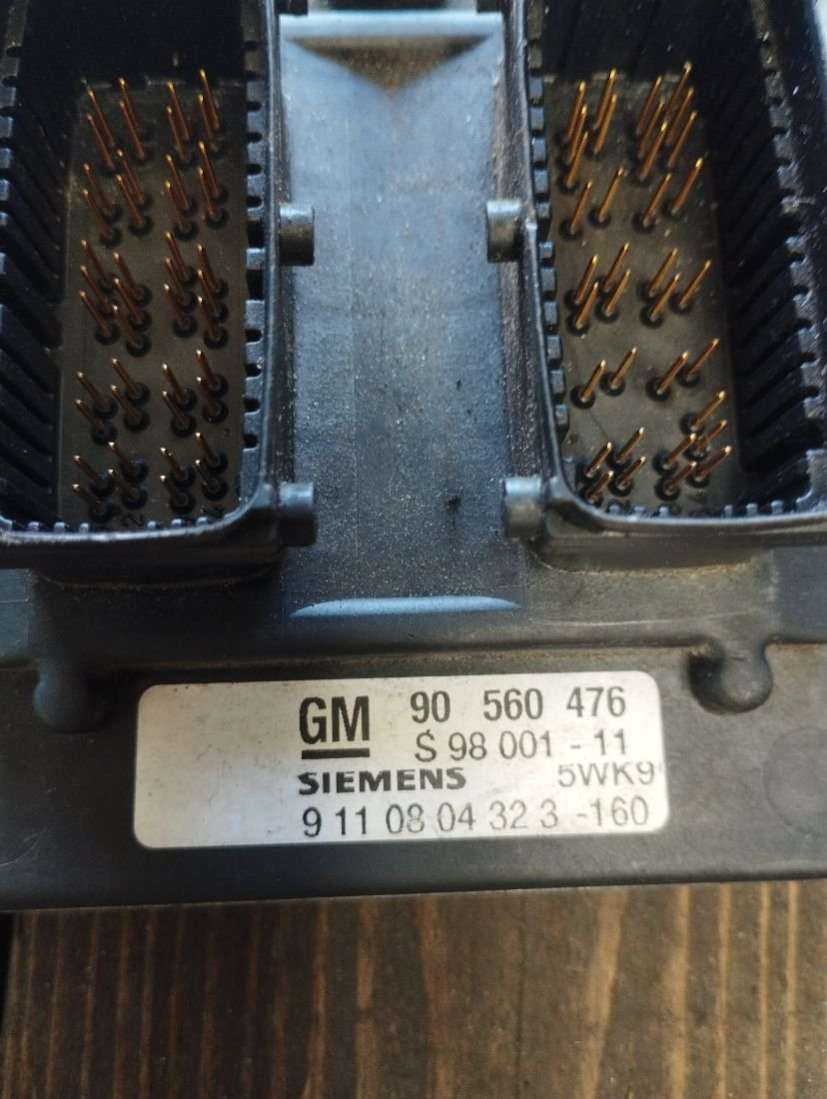 GM 90 560 476
S 98 001 - 11
SIEMENS 5WK9
9 11 08 04 32 3 -160